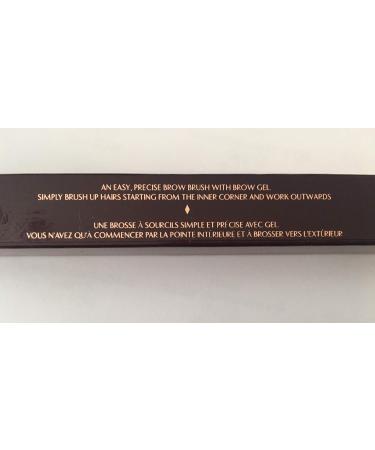 AN EASY, PRECISE BROW BRUSH WITH BROW GEL.
SIMPLY BRUSH UP HAIRS STARTING FROM THE INNER CORNER AND WORK OUTWARDS
UNE BROSSE À SOURCILS SIMPLE ET PRÉCISE AVEC GEL.
VOUS N'AVEZ QU'À COMMENCER PAR LA POINTE INTERIEURE ET À BROSSER VERS L'EXTÜRIEUR